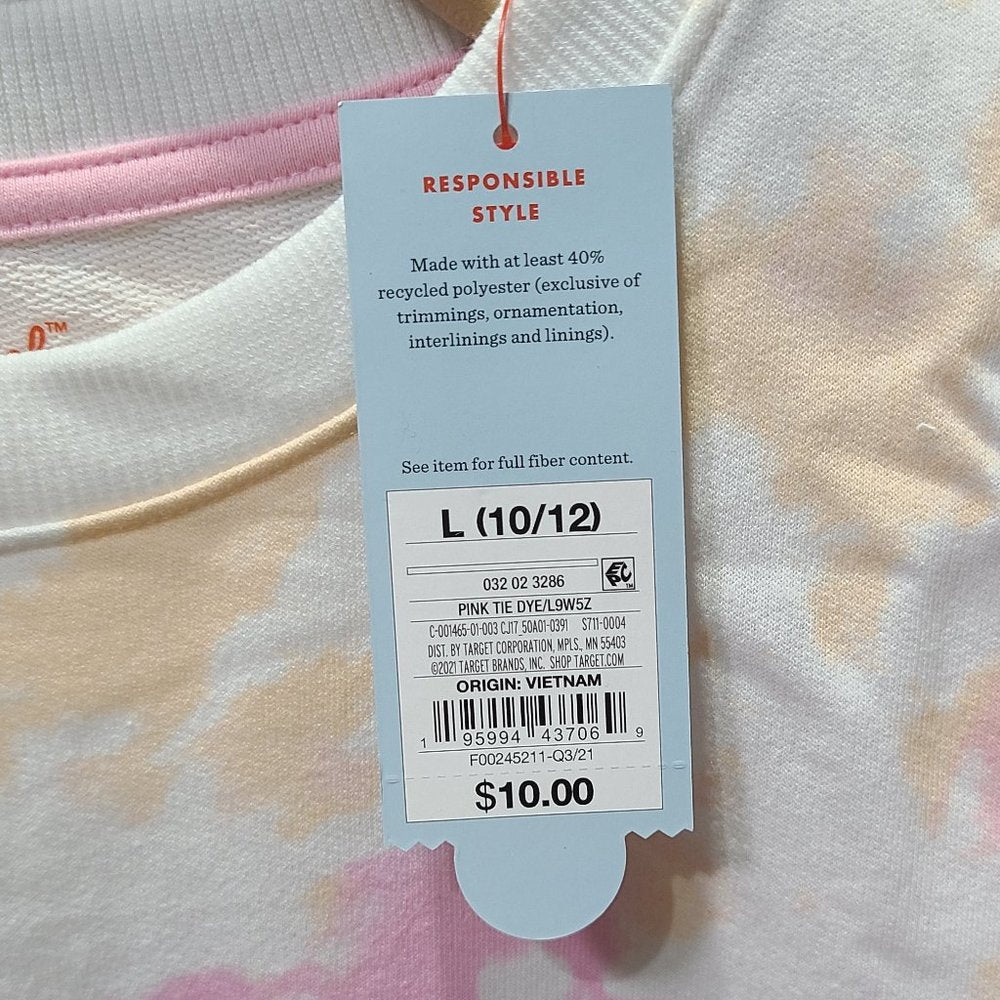 RESPONSIBLE
STYLE
Made with at least 40%
recycled polyester (exclusive of
trimmings, ornamentation,
interlinings and linings).
See item for full fiber content.
L (10/12)
032 02 3286
EPC™
PINK TIE DYE/L9W5Z
C-001465-01-003 CJ17_50A01-0391 S711-0004
DIST. BY TARGET CORPORATION, MPLS., MN 55403
©2021 TARGET BRANDS, INC. SHOP TARGET.COM
ORIGIN: VIETNAM
1 95994 43706 9
F00245211-Q3/21
$10.00